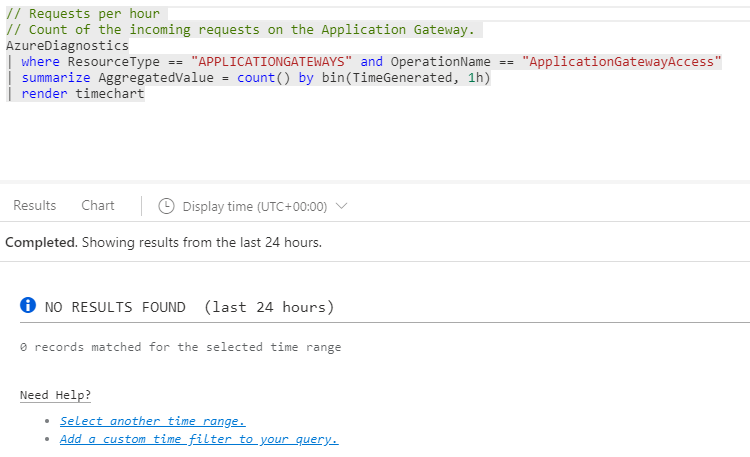 // Requests per hour
// Count of the incoming requests on the Application Gateway.
AzureDiagnostics
| where ResourceType == "APPLICATIONGATEWAYS" and OperationName == "ApplicationGatewayAccess"
| summarize AggregatedValue = count() by bin(TimeGenerated, 1h)
| render timechart
Results Chart Display time (UTC+00:00)
Completed. Showing results from the last 24 hours.
NO RESULTS FOUND (last 24 hours)
0 records matched for the selected time range
Need Help?
• Select another time range.
• Add a custom time filter to your query.